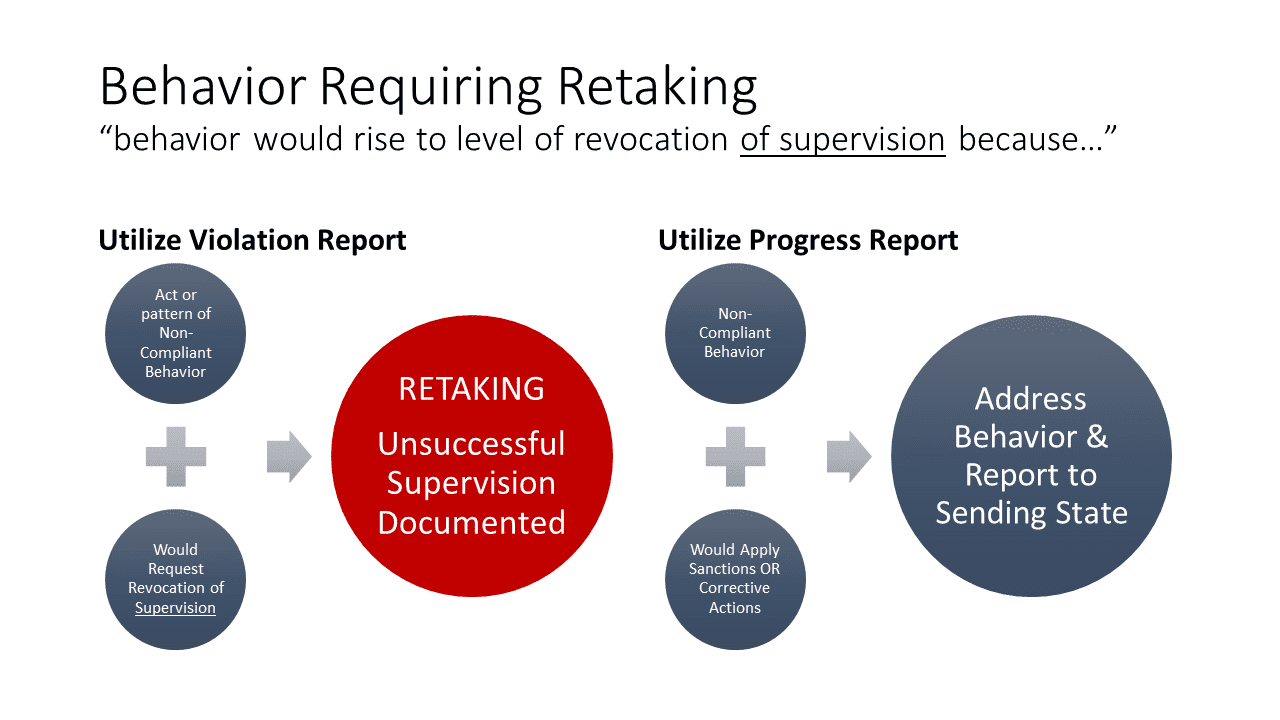 Behavior Requiring Retaking
“behavior would rise to level of revocation of supervision because…”
Utilize Violation Report
Act or
pattern of
Non-
Compliant
Behavior
Would
Request
Revocation of
Supervision
RETAKING
Unsuccessful
Supervision
Documented
Utilize Progress Report
Non-
Compliant
Behavior
Would Apply
Sanctions OR
Corrective
Actions
Address
Behavior &
Report to
Sending State